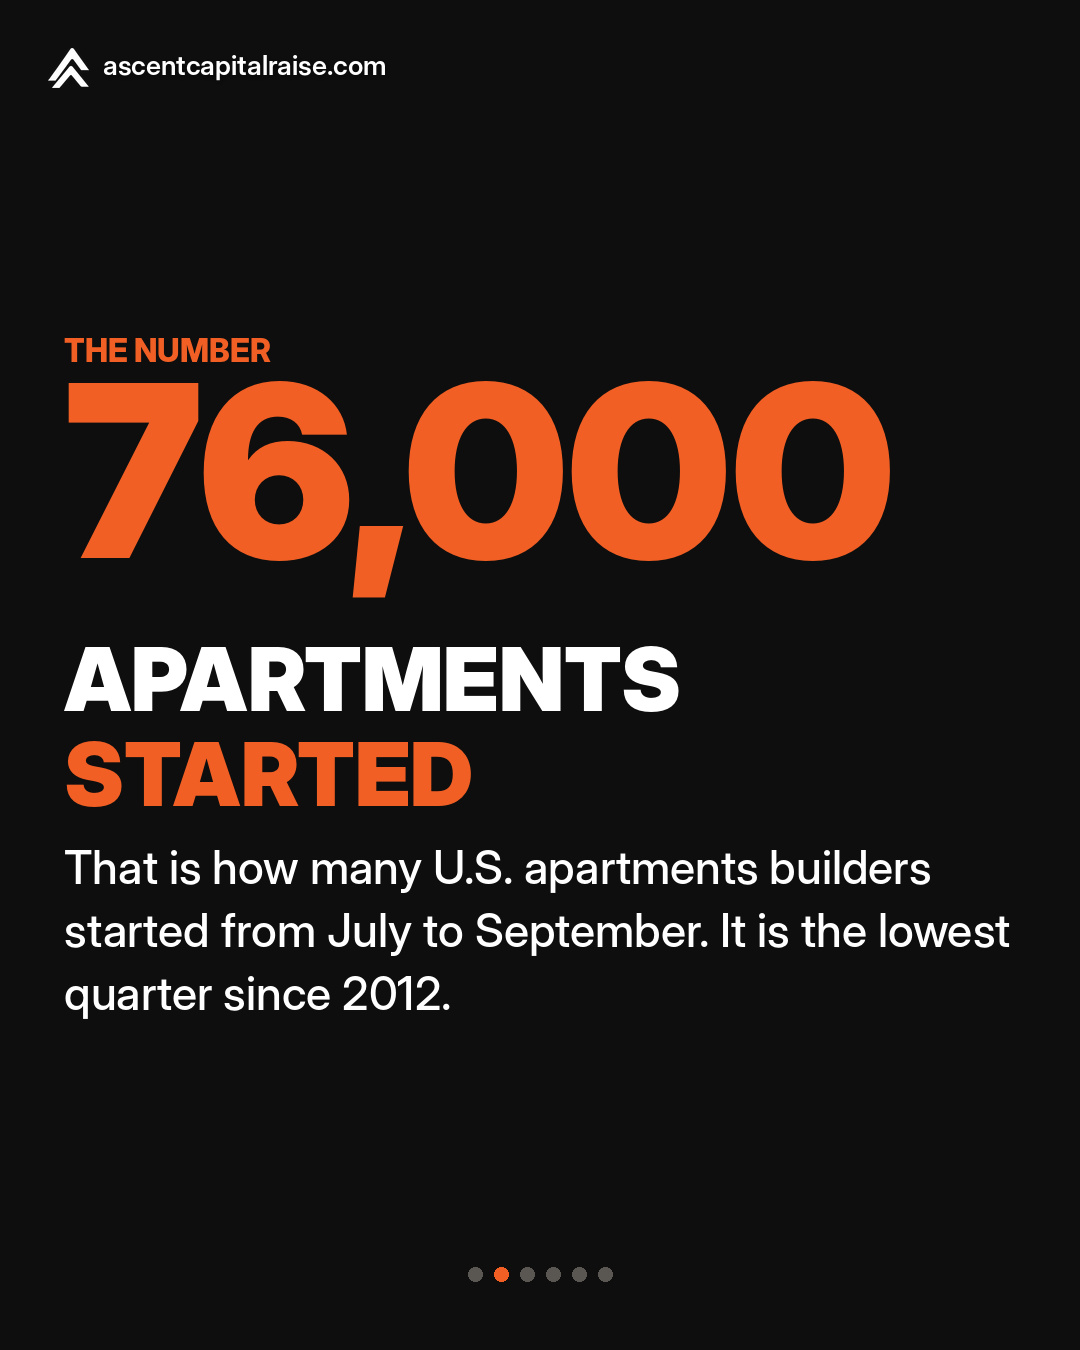 ascentcapitalraise.com
THE NUMBER
76,000
APARTMENTS
STARTED
That is how many U.S. apartments builders
started from July to September. It is the lowest
quarter since 2012.